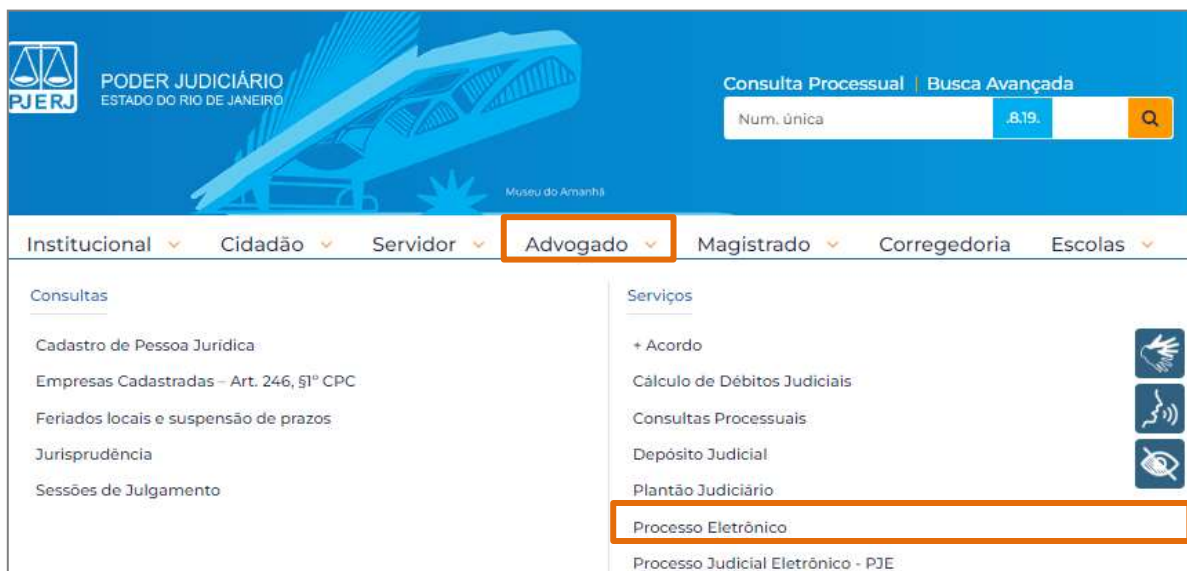 PJERJ
PODER JUDICIÁRIO
ESTADO DO RIO DE JANEIRO
Consulta Processual | Busca Avançada
Num. única .8.19.
Museu do Amanhã
Institucional Cidadão Servidor Advogado Magistrado Corregedoria Escolas
Consultas
Cadastro de Pessoa Jurídica
Empresas Cadastradas – Art. 246, §1º CPC
Feriados locais e suspensão de prazos
Jurisprudência
Sessões de Julgamento
Serviços
+ Acordo
Cálculo de Débitos Judiciais
Consultas Processuais
Depósito Judicial
Plantão Judiciário
Processo Eletrônico
Processo Judicial Eletrônico - PJE